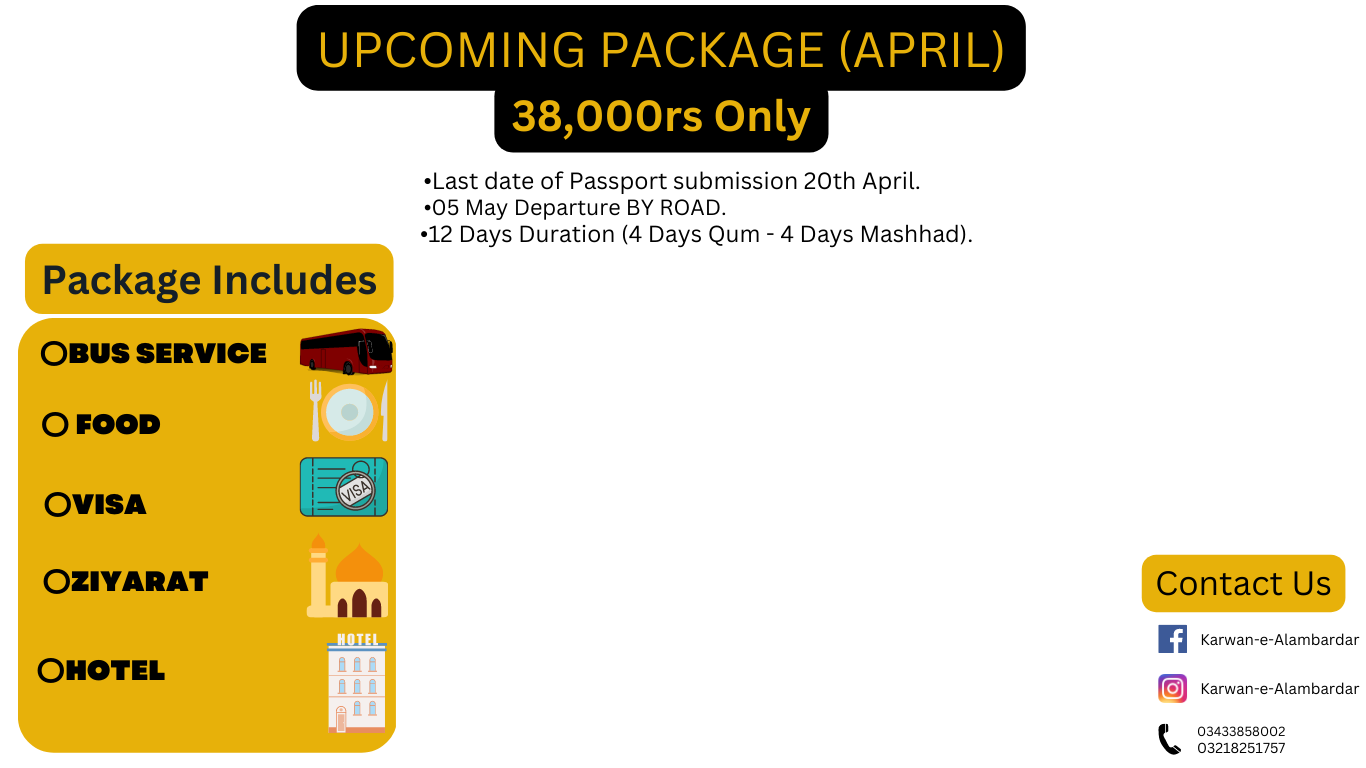 UPCOMING PACKAGE (APRIL)
38,000rs Only
•Last date of Passport submission 20th April.
•05 May Departure BY ROAD.
•12 Days Duration (4 Days Qum - 4 Days Mashhad).
Package Includes
BUS SERVICE
FOOD
VISA
VISA
ZIYARAT
HOTEL
HOTEL
Contact Us
Karwan-e-Alambardar
Karwan-e-Alambardar
03433858002
03218251757